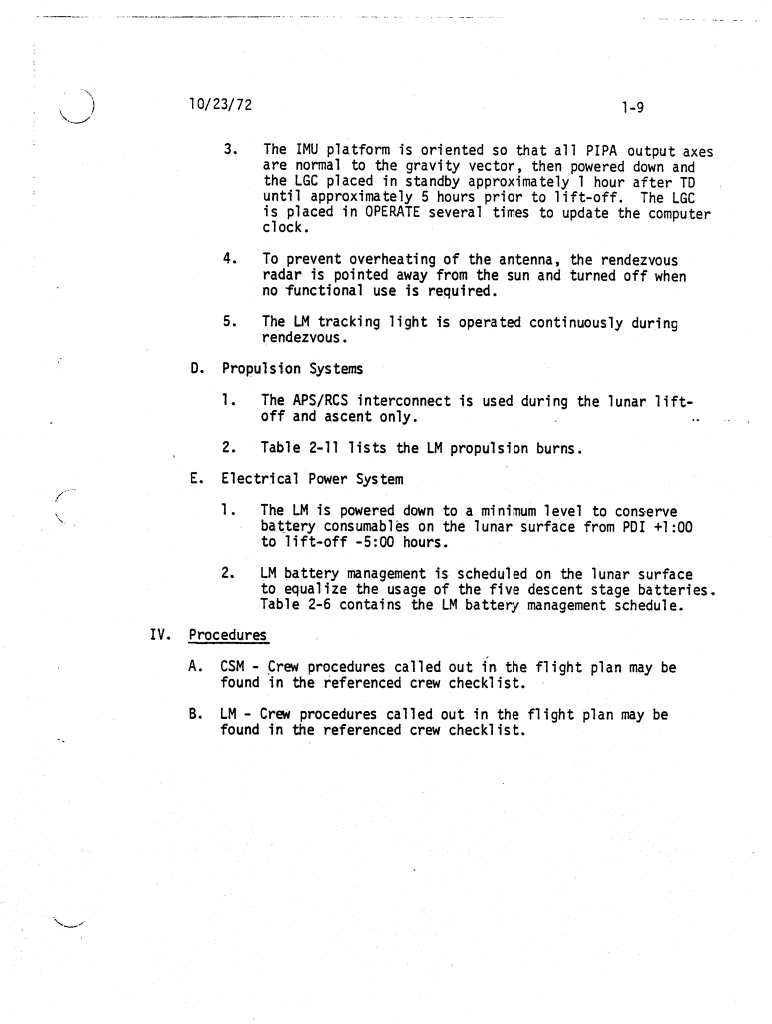 10/23/72 1-9
3. The IMU platform is oriented so that all PIPA output axes
are normal to the gravity vector, then powered down and
the LGC placed in standby approximately 1 hour after TD
until approximately 5 hours prior to lift-off. The LGC
is placed in OPERATE several times to update the computer
clock.
4. To prevent overheating of the antenna, the rendezvous
radar is pointed away from the sun and turned off when
no functional use is required.
5. The LM tracking light is operated continuously during
rendezvous.
D. Propulsion Systems
1. The APS/RCS interconnect is used during the lunar lift-
off and ascent only.
2. Table 2-11 lists the LM propulsion burns.
E. Electrical Power System
1. The LM is powered down to a minimum level to conserve
battery consumables on the lunar surface from PDI +1:00
to lift-off -5:00 hours.
2. LM battery management is scheduled on the lunar surface
to equalize the usage of the five descent stage batteries.
Table 2-6 contains the LM battery management schedule.
IV. Procedures
A. CSM - Crew procedures called out in the flight plan may be
found in the referenced crew checklist.
B. LM - Crew procedures called out in the flight plan may be
found in the referenced crew checklist.